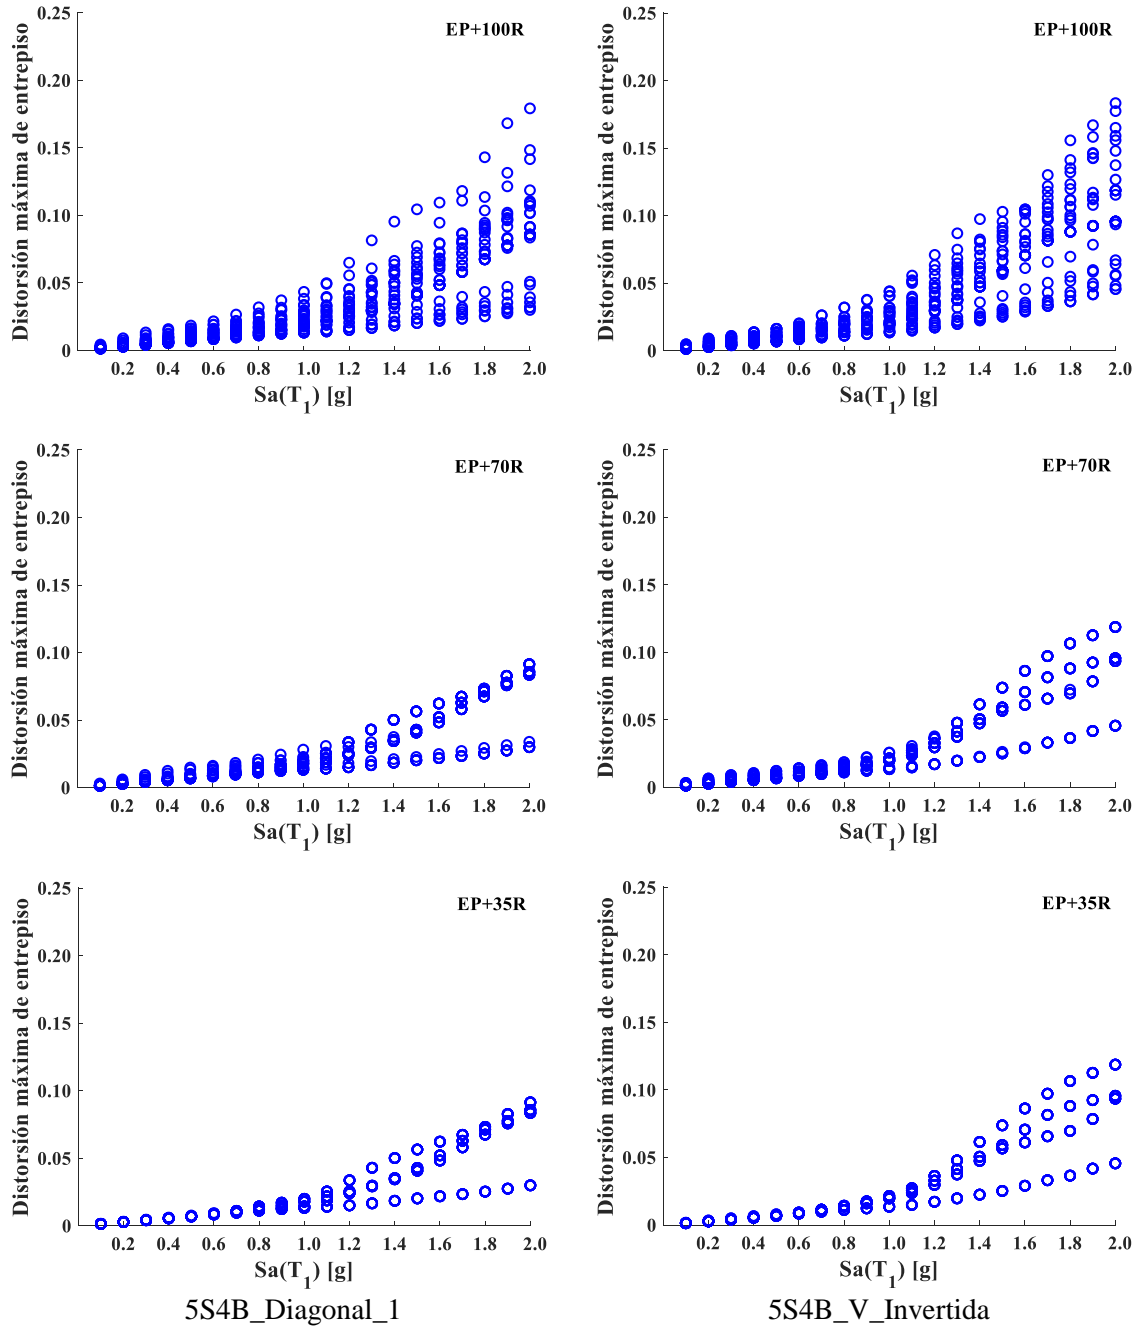 EP+100R
Distorsión máxima de entrepiso
0.25
0.20
0.15
0.10
0.05
0
0.2 0.4 0.6 0.8 1.0 1.2 1.4 1.6 1.8 2.0
Sa(T1) [g]
EP+100R
Distorsión máxima de entrepiso
0.25
0.20
0.15
0.10
0.05
0
0.2 0.4 0.6 0.8 1.0 1.2 1.4 1.6 1.8 2.0
Sa(T1) [g]
EP+70R
Distorsión máxima de entrepiso
0.25
0.20
0.15
0.10
0.05
0
0.2 0.4 0.6 0.8 1.0 1.2 1.4 1.6 1.8 2.0
Sa(T1) [g]
EP+70R
Distorsión máxima de entrepiso
0.25
0.20
0.15
0.10
0.05
0
0.2 0.4 0.6 0.8 1.0 1.2 1.4 1.6 1.8 2.0
Sa(T1) [g]
EP+35R
Distorsión máxima de entrepiso
0.25
0.20
0.15
0.10
0.05
0
0.2 0.4 0.6 0.8 1.0 1.2 1.4 1.6 1.8 2.0
Sa(T1) [g]
5S4B_Diagonal_1
EP+35R
Distorsión máxima de entrepiso
0.25
0.20
0.15
0.10
0.05
0
0.2 0.4 0.6 0.8 1.0 1.2 1.4 1.6 1.8 2.0
Sa(T1) [g]
5S4B_V_Invertida